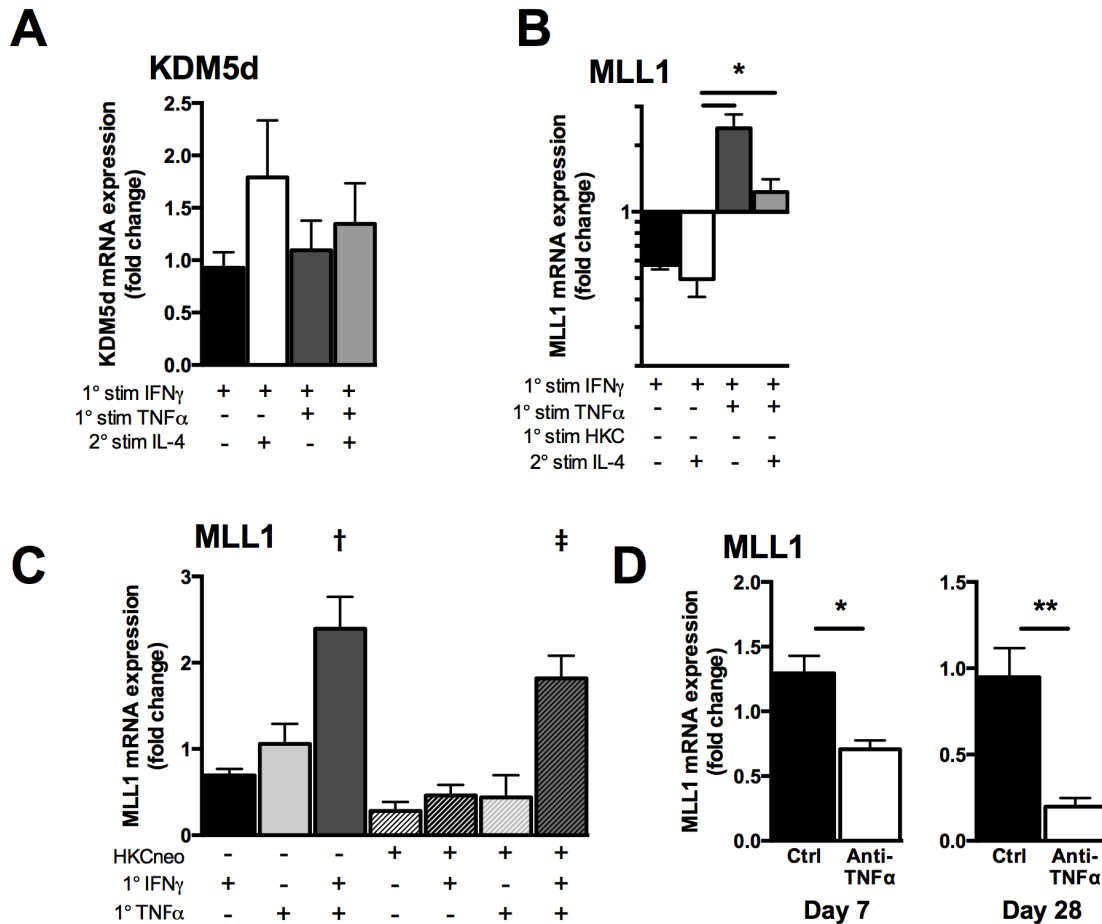 A
KDM5d
KDM5d mRNA expression
(fold change)
2.5
2.0
1.5
1.0
0.5
0.0
1° stim IFNγ + + + +
1° stim TNFα - - + +
2° stim IL-4 - + - +
B
MLL1
*
MLL1 mRNA expression
(fold change)
1
1° stim IFNγ + + + +
1° stim TNFα - - + +
1° stim HKC - - - -
2° stim IL-4 - + - +
C
MLL1
† ‡
MLL1 mRNA expression
(fold change)
3
2
1
0
HKCneo - - - + + + +
1° IFNγ + - + - + - +
1° TNFα - + + - - + +
D
MLL1
MLL1 mRNA expression
(fold change)
2.0
1.5
1.0
0.5
0.0
*
Ctrl Anti-
TNFα
Day 7
1.5
1.0
0.5
0.0
**
Ctrl Anti-
TNFα
Day 28